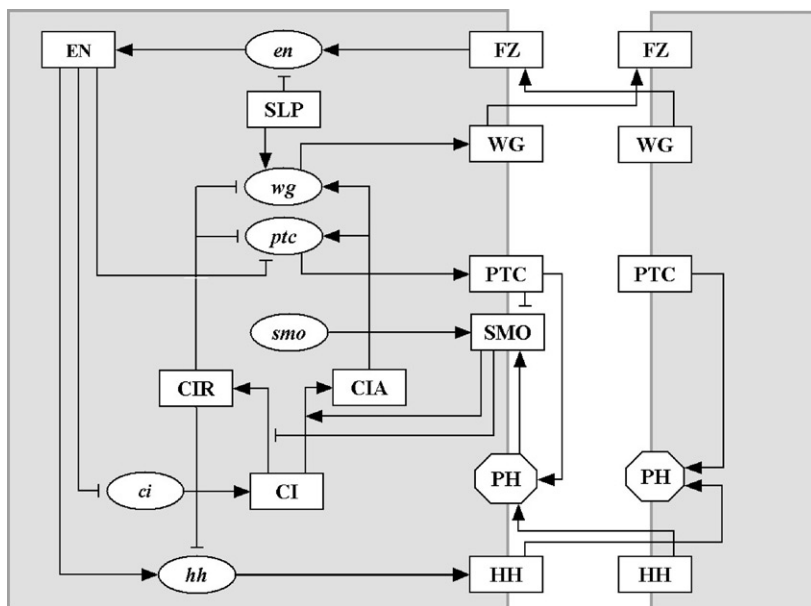 EN
en
FZ
FZ
SLP
WG
WG
wg
ptc
PTC
PTC
smo
SMO
CIR
CIA
PH
PH
ci
CI
hh
HH
HH